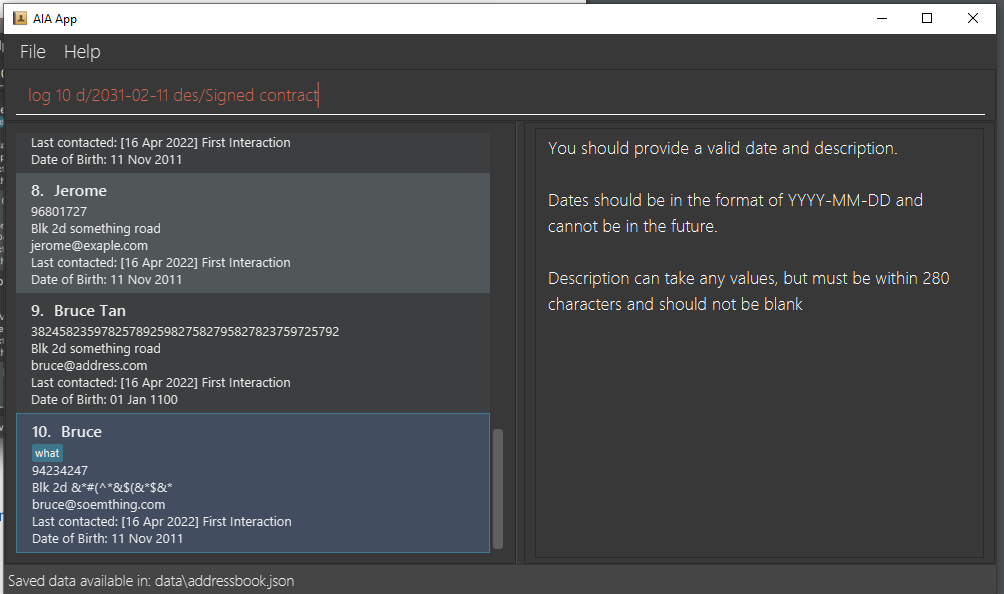 AIA App
File Help
log 10 d/2031-02-11 des/Signed contract
Last contacted: [16 Apr 2022] First Interaction
Date of Birth: 11 Nov 2011
8. Jerome
96801727
Blk 2d something road
jerome@exaple.com
Last contacted: [16 Apr 2022] First Interaction
Date of Birth: 11 Nov 2011
9. Bruce Tan
38245823597825789259827582795827823759725792
Blk 2d something road
bruce@address.com
Last contacted: [16 Apr 2022] First Interaction
Date of Birth: 01 Jan 1100
10. Bruce
what
94234247
Blk 2d &*#(^*&$(&*$&*
bruce@soemthing.com
Last contacted: [16 Apr 2022] First Interaction
Date of Birth: 11 Nov 2011
You should provide a valid date and description.
Dates should be in the format of YYYY-MM-DD and
cannot be in the future.
Description can take any values, but must be within 280
characters and should not be blank
Saved data available in: data\addressbook.json